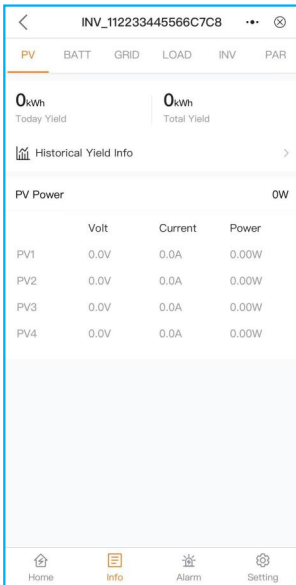 INV_112233445566C7C8
PV BATT GRID LOAD INV PAR
0kWh 0kWh
Today Yield Total Yield
Historical Yield Info
PV Power 0W
Volt Current Power
PV1 0.0V 0.0A 0.00W
PV2 0.0V 0.0A 0.00W
PV3 0.0V 0.0A 0.00W
PV4 0.0V 0.0A 0.00W
Home Info Alarm Setting